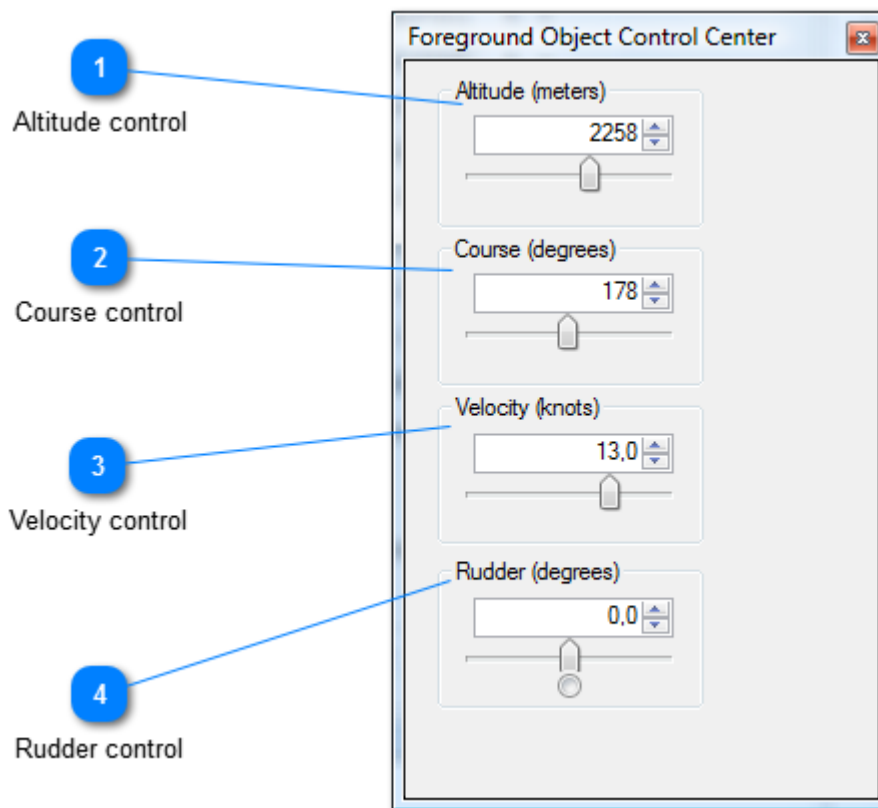 Foreground Object Control Center
1
Altitude control
Altitude (meters)
2258
2
Course control
Course (degrees)
178
3
Velocity control
Velocity (knots)
13,0
4
Rudder control
Rudder (degrees)
0,0